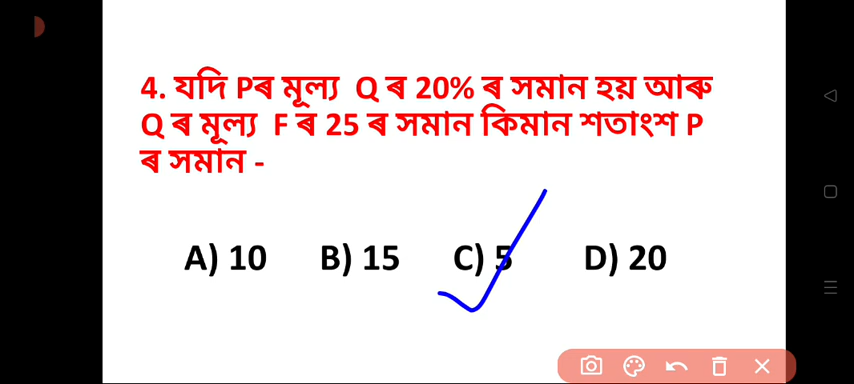 4. যদি Pৰ মূল্য Q ৰ 20% ৰ সমান হয় আৰু
Q ৰ মূল্য F ৰ 25 ৰ সমান কিমান শতাংশ P
ৰ সমান -
A) 10 B) 15 C) 5 D) 20